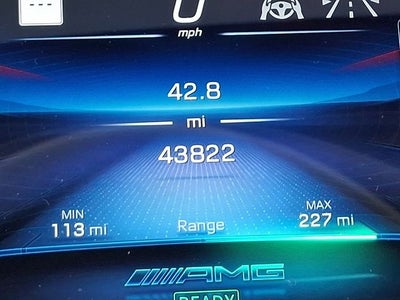 ---
0
mph
42.8
mi
43822
MIN
113 mi
Range
MAX
227 mi
AMG
READY